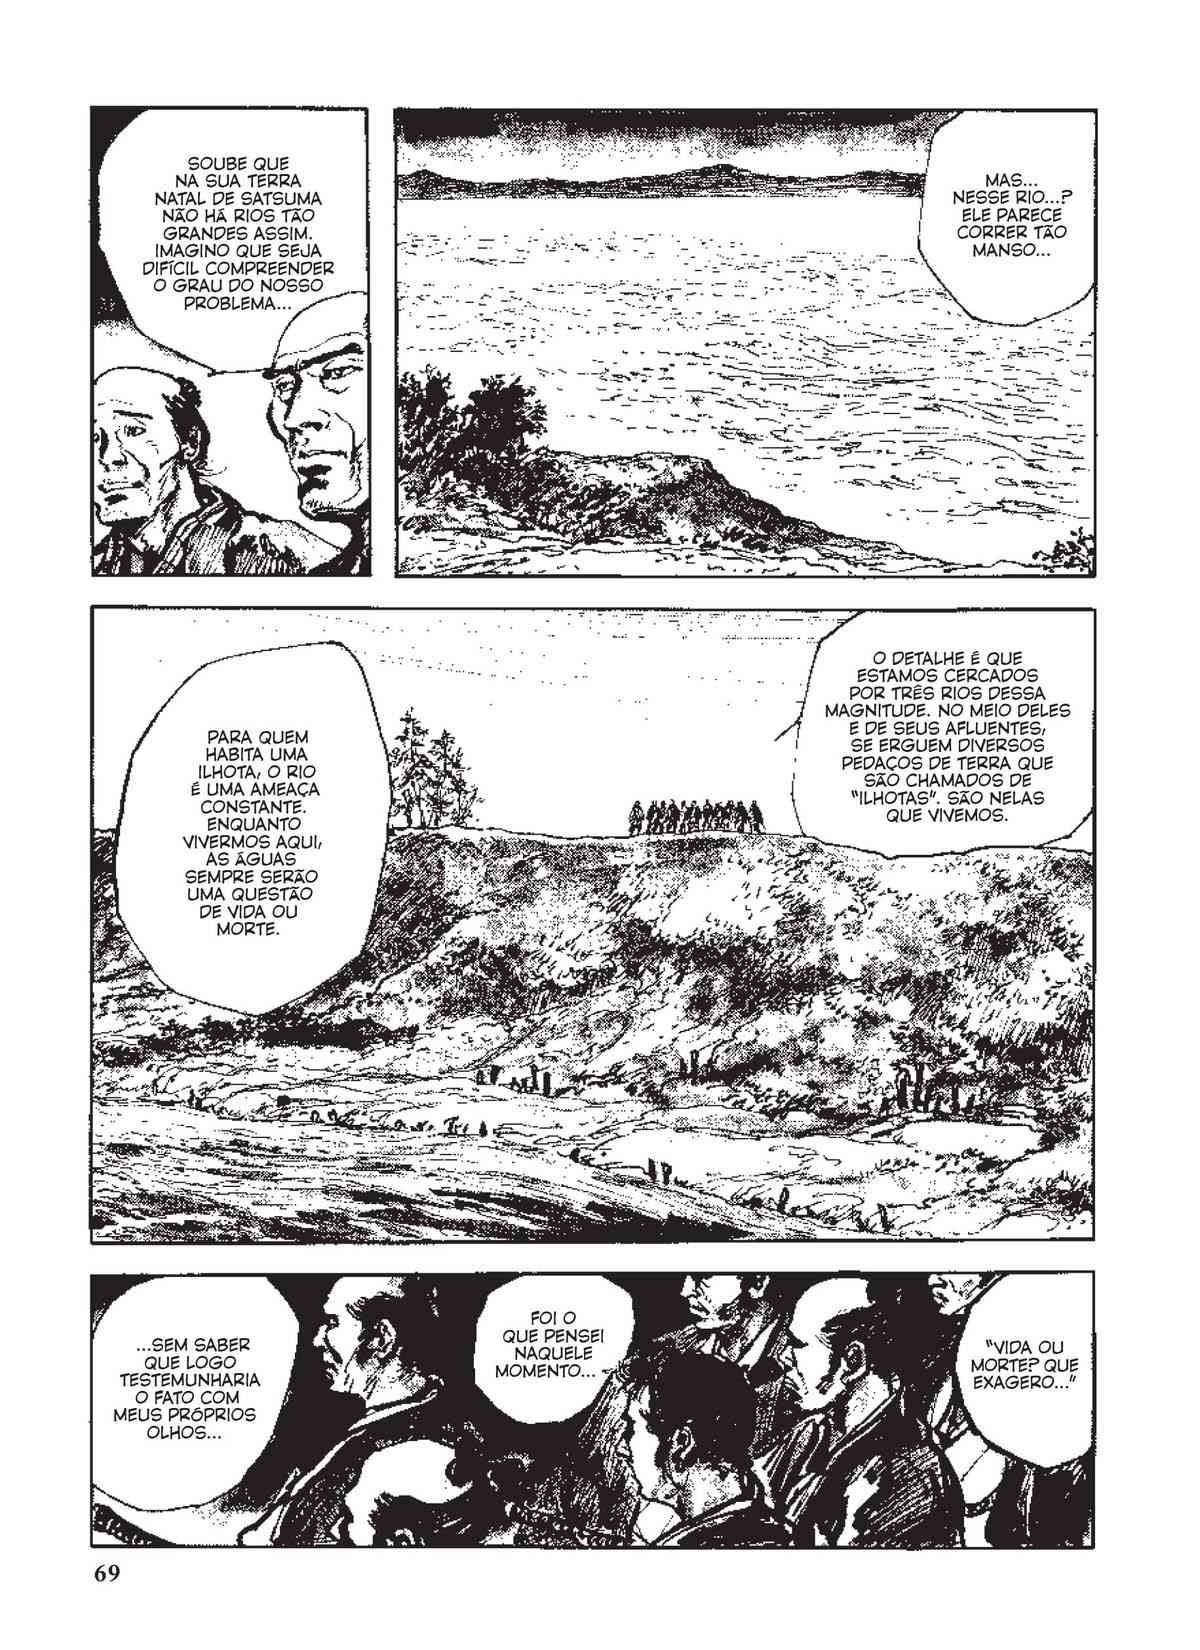 MAS...
NESSE RIO...?
ELE PARECE
CORRER TÃO
MANSO...
SOUBE QUE
NA SUA TERRA
NATAL DE SATSUMA
NÃO HÁ RIOS TÃO
GRANDES ASSIM.
IMAGINO QUE SEJA
DIFÍCIL COMPREENDER
O GRAU DO NOSSO
PROBLEMA...
O DETALHE É QUE
ESTAMOS CERCADOS
POR TRÊS RIOS DESSA
MAGNITUDE. NO MEIO DELES
E DE SEUS AFLUENTES,
SE ERGUEM DIVERSOS
PEDAÇOS DE TERRA QUE
SÃO CHAMADOS DE
“ILHOTAS”. SÃO NELAS
QUE VIVEMOS.
PARA QUEM
HABITA UMA
ILHOTA, O RIO
É UMA AMEAÇA
CONSTANTE.
ENQUANTO
VIVERMOS AQUI,
AS ÁGUAS
SEMPRE SERÃO
UMA QUESTÃO
DE VIDA OU
MORTE.
“VIDA OU
MORTE? QUE
EXAGERO...”
FOI O
QUE PENSEI
NAQUELE
MOMENTO...
...SEM SABER
QUE LOGO
TESTEMUNHARIA
O FATO COM
MEUS PRÓPRIOS
OLHOS...
69